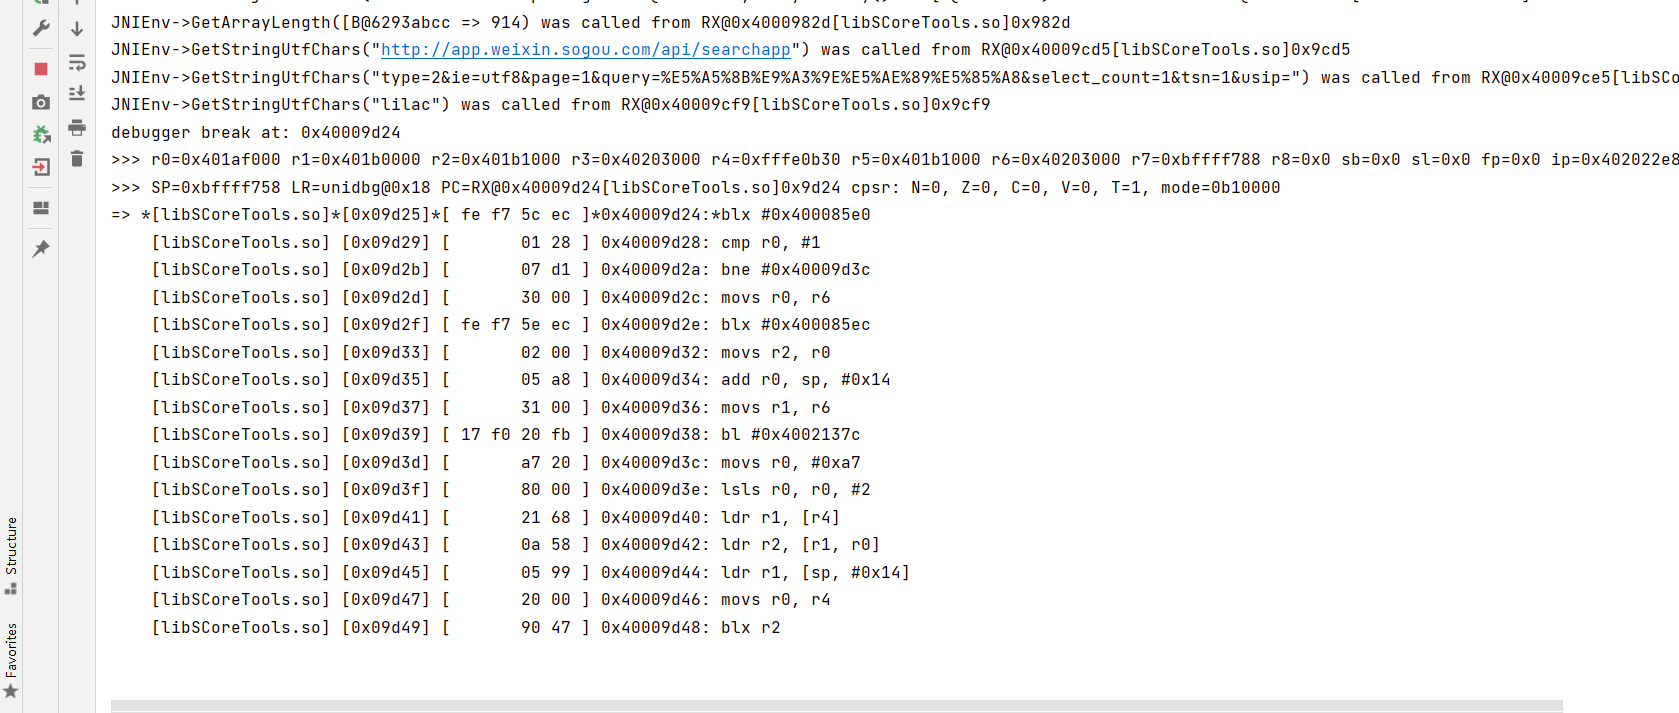 JNIEnv->GetArrayLength([B@6293abcc => 914) was called from RX@0x4000982d[libSCoreTools.so]0x982d
JNIEnv->GetStringUtfChars("http://app.weixin.sogou.com/api/searchapp") was called from RX@0x40009cd5[libSCoreTools.so]0x9cd5
JNIEnv->GetStringUtfChars("type=2&ie=utf8&page=1&query=%E5%A5%8B%E9%A3%9E%E5%AE%89%E5%85%A8&select_count=1&tsn=1&usip=") was called from RX@0x40009ce5[libSCo
JNIEnv->GetStringUtfChars("lilac") was called from RX@0x40009cf9[libSCoreTools.so]0x9cf9
debugger break at: 0x40009d24
>>> r0=0x401af000 r1=0x401b0000 r2=0x401b1000 r3=0x40203000 r4=0xfffe0b30 r5=0x401b1000 r6=0x40203000 r7=0xbffff788 r8=0x0 sb=0x0 sl=0x0 fp=0x0 ip=0x402022e8
>>> SP=0xbffff758 LR=unidbg@0x18 PC=RX@0x40009d24[libSCoreTools.so]0x9d24 cpsr: N=0, Z=0, C=0, V=0, T=1, mode=0b10000
=> *[libSCoreTools.so]*[0x09d25]*[ fe f7 5c ec ]*0x40009d24:*blx #0x400085e0
[libSCoreTools.so] [0x09d29] [ 01 28 ] 0x40009d28: cmp r0, #1
[libSCoreTools.so] [0x09d2b] [ 07 d1 ] 0x40009d2a: bne #0x40009d3c
[libSCoreTools.so] [0x09d2d] [ 30 00 ] 0x40009d2c: movs r0, r6
[libSCoreTools.so] [0x09d2f] [ fe f7 5e ec ] 0x40009d2e: blx #0x400085ec
[libSCoreTools.so] [0x09d33] [ 02 00 ] 0x40009d32: movs r2, r0
[libSCoreTools.so] [0x09d35] [ 05 a8 ] 0x40009d34: add r0, sp, #0x14
[libSCoreTools.so] [0x09d37] [ 31 00 ] 0x40009d36: movs r1, r6
[libSCoreTools.so] [0x09d39] [ 17 f0 20 fb ] 0x40009d38: bl #0x4002137c
[libSCoreTools.so] [0x09d3d] [ a7 20 ] 0x40009d3c: movs r0, #0xa7
[libSCoreTools.so] [0x09d3f] [ 80 00 ] 0x40009d3e: lsls r0, r0, #2
[libSCoreTools.so] [0x09d41] [ 21 68 ] 0x40009d40: ldr r1, [r4]
[libSCoreTools.so] [0x09d43] [ 0a 58 ] 0x40009d42: ldr r2, [r1, r0]
[libSCoreTools.so] [0x09d45] [ 05 99 ] 0x40009d44: ldr r1, [sp, #0x14]
[libSCoreTools.so] [0x09d47] [ 20 00 ] 0x40009d46: movs r0, r4
[libSCoreTools.so] [0x09d49] [ 90 47 ] 0x40009d48: blx r2
Structure
Favorites